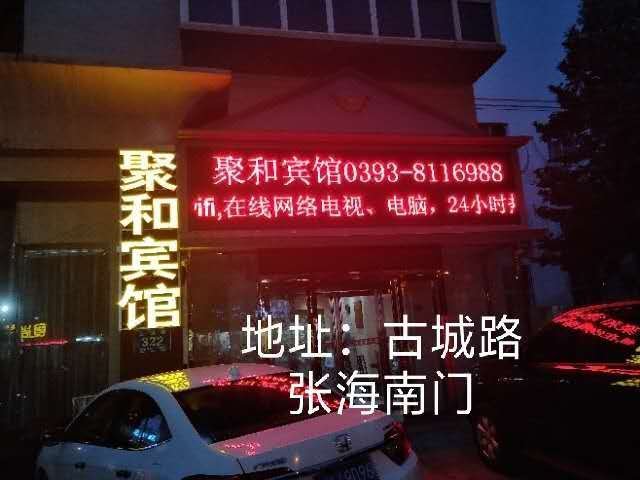 聚和宾馆0393-8116988
ifi,在线网络电视、电脑，24小时
聚和宾馆
322
地址：古城路
张海南门